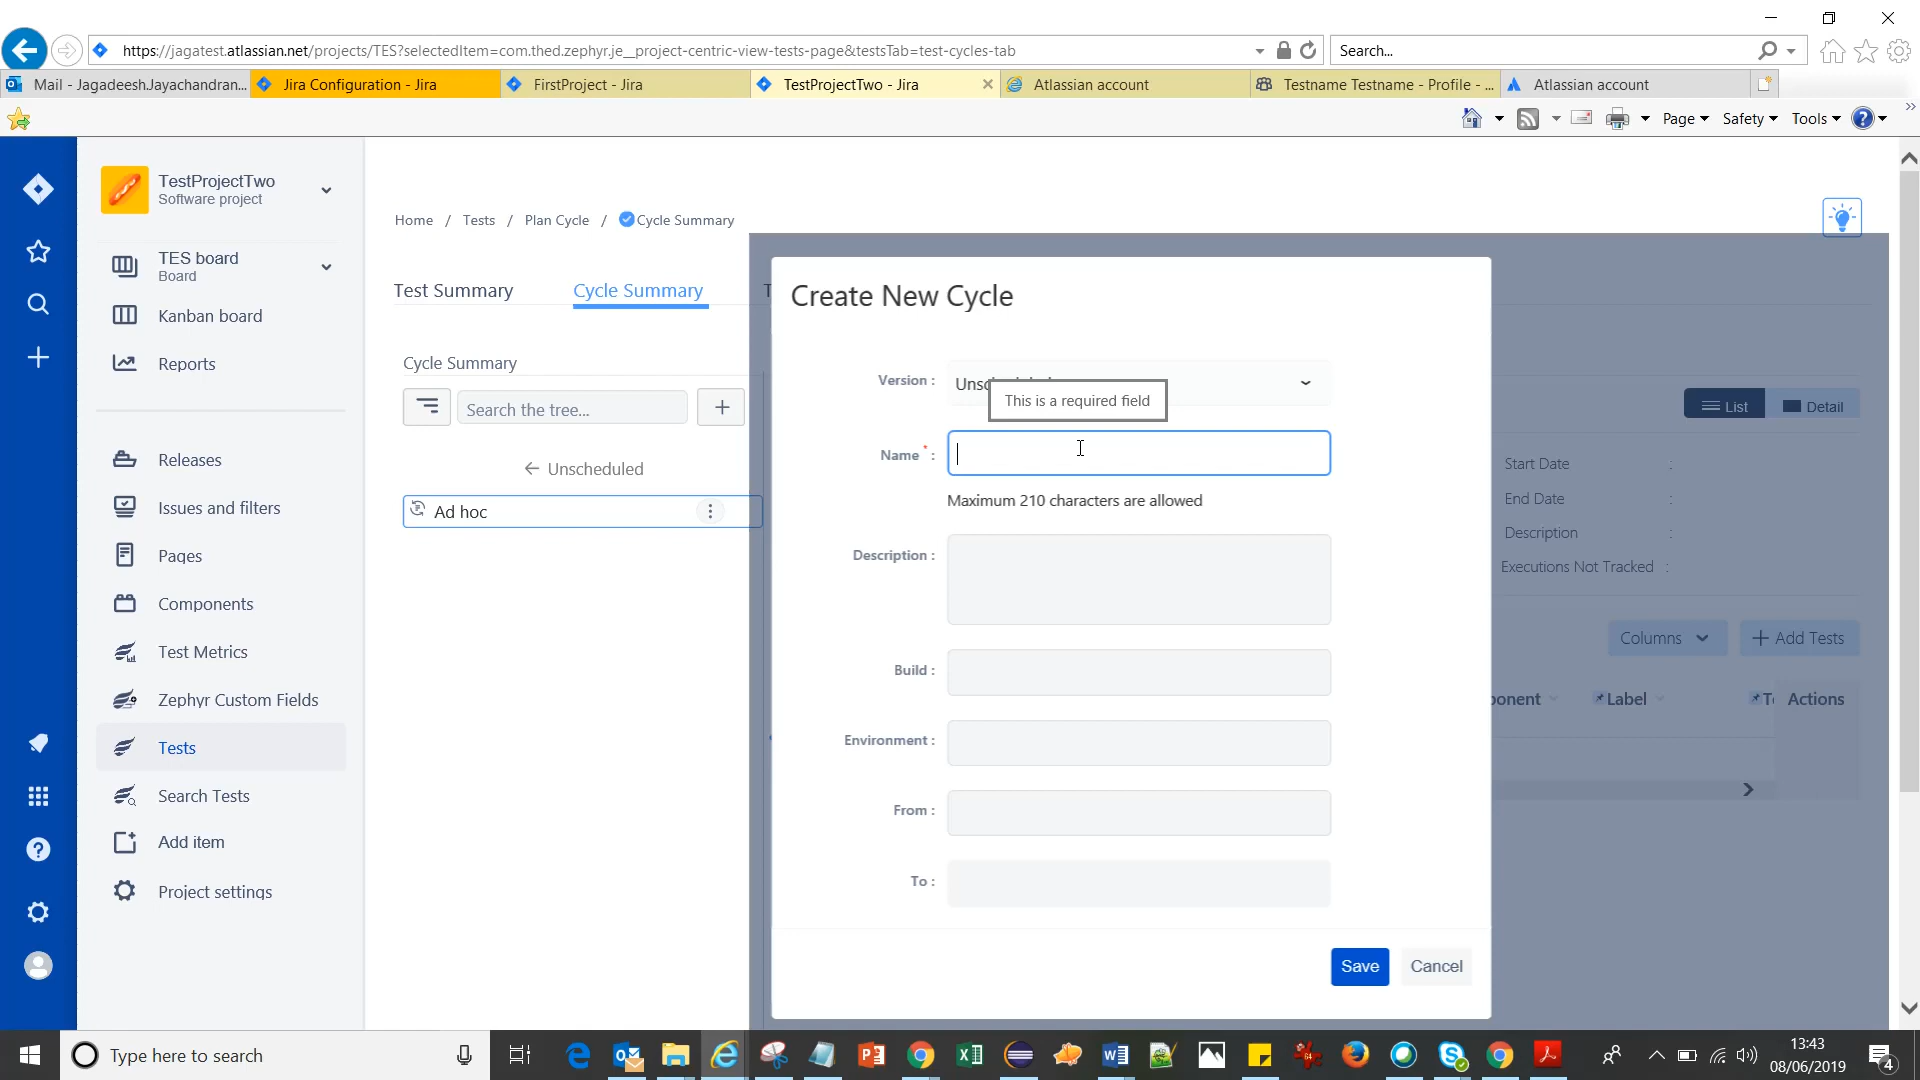 https://jagatest.atlassian.net/projects/TES?selectedItem=com.thed.zephyr.je__project-centric-view-tests-page&testsTab=test-cycles-tab
Search...
Mail - Jagadeesh.Jayachandran...
Jira Configuration - Jira
FirstProject - Jira
TestProjectTwo - Jira
Atlassian account
Testname Testname - Profile - ...
Atlassian account
Page
Safety
Tools
TestProjectTwo
Software project
TES board
Board
Kanban board
Reports
Releases
Issues and filters
Pages
Components
Test Metrics
Zephyr Custom Fields
Tests
Search Tests
Add item
Project settings
Home / Tests / Plan Cycle / Cycle Summary
Test Summary
Cycle Summary
Cycle Summary
Search the tree...
Unscheduled
Ad hoc
Create New Cycle
Version :
This is a required field
Name * :
Maximum 210 characters are allowed
Description :
Build :
Environment :
From :
To :
Save
Cancel
List
Detail
Start Date :
End Date :
Description :
Executions Not Tracked :
Columns
+ Add Tests
Label
Actions
Type here to search
64
13:43
08/06/2019
4